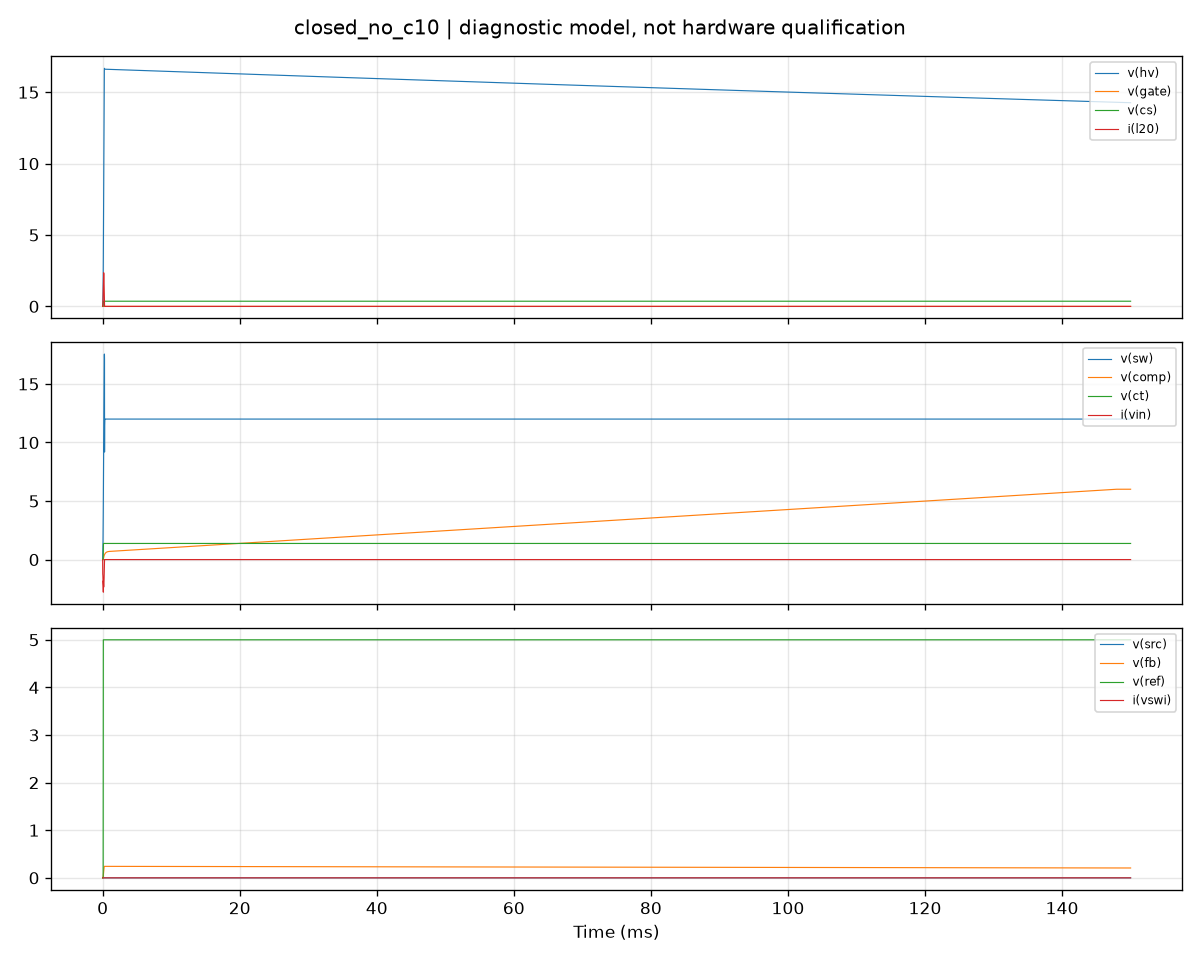 closed_no_c10 | diagnostic model, not hardware qualification
15
10
5
0
v(hv)
v(gate)
v(cs)
i(l20)
15
10
5
0
v(sw)
v(comp)
v(ct)
i(vin)
5
4
3
2
1
0
v(src)
v(fb)
v(ref)
i(vswi)
0 20 40 60 80 100 120 140
Time (ms)